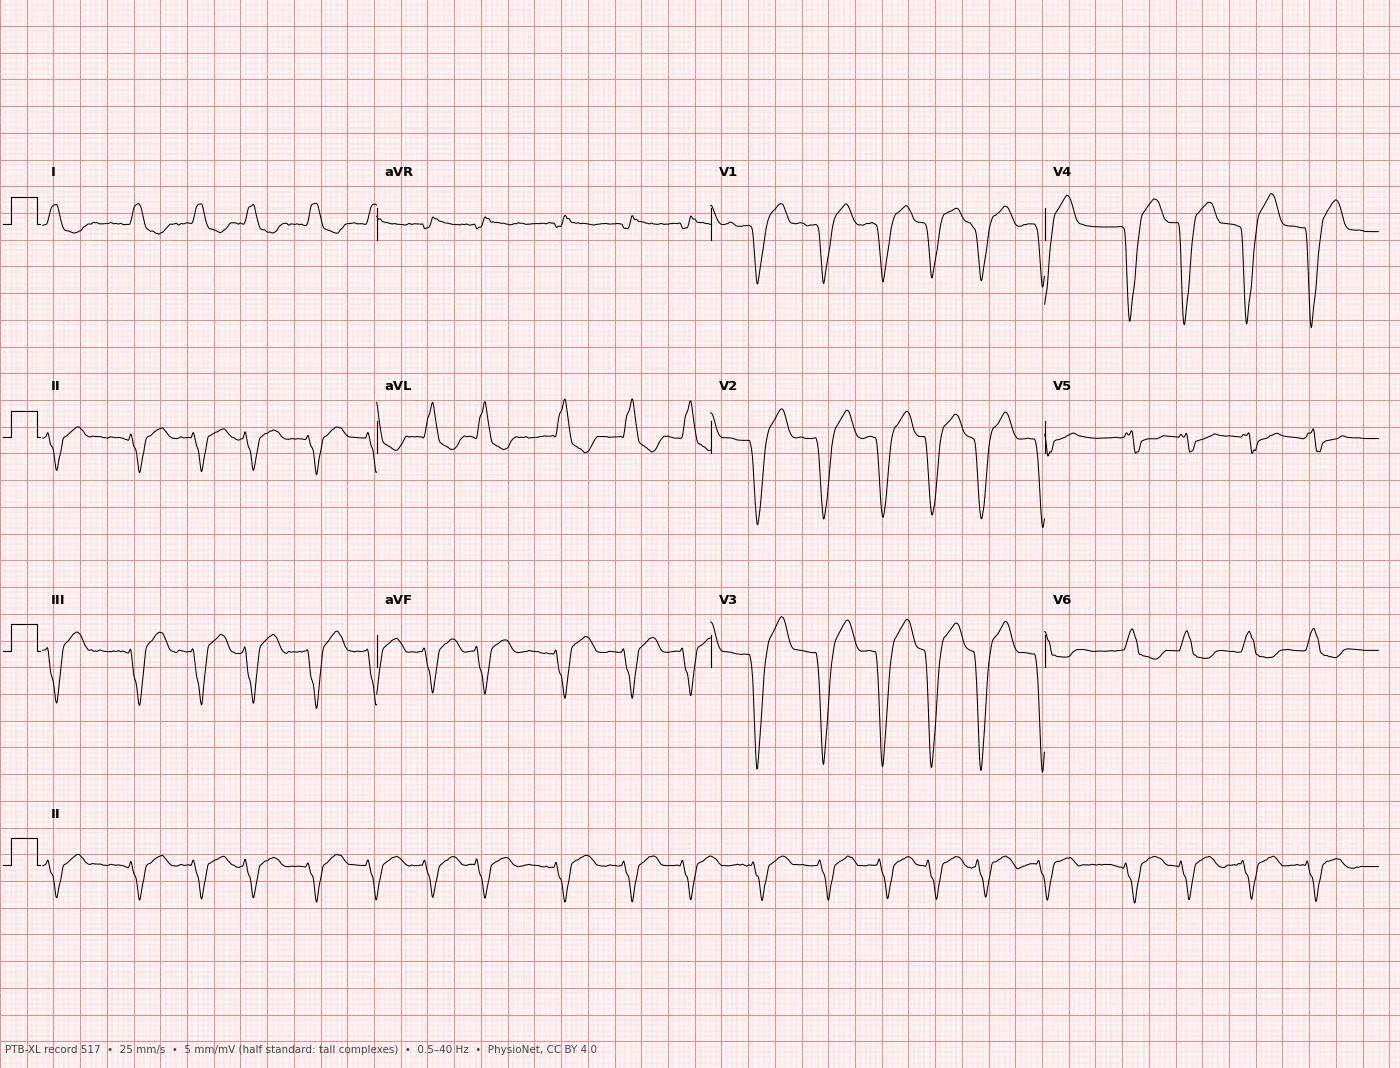 I aVR V1 V4
II aVL V2 V5
III aVF V3 V6
II
PTB-XL record 517 • 25 mm/s • 5 mm/mV (half standard: tall complexes) • 0.5–40 Hz • PhysioNet, CC BY 4.0